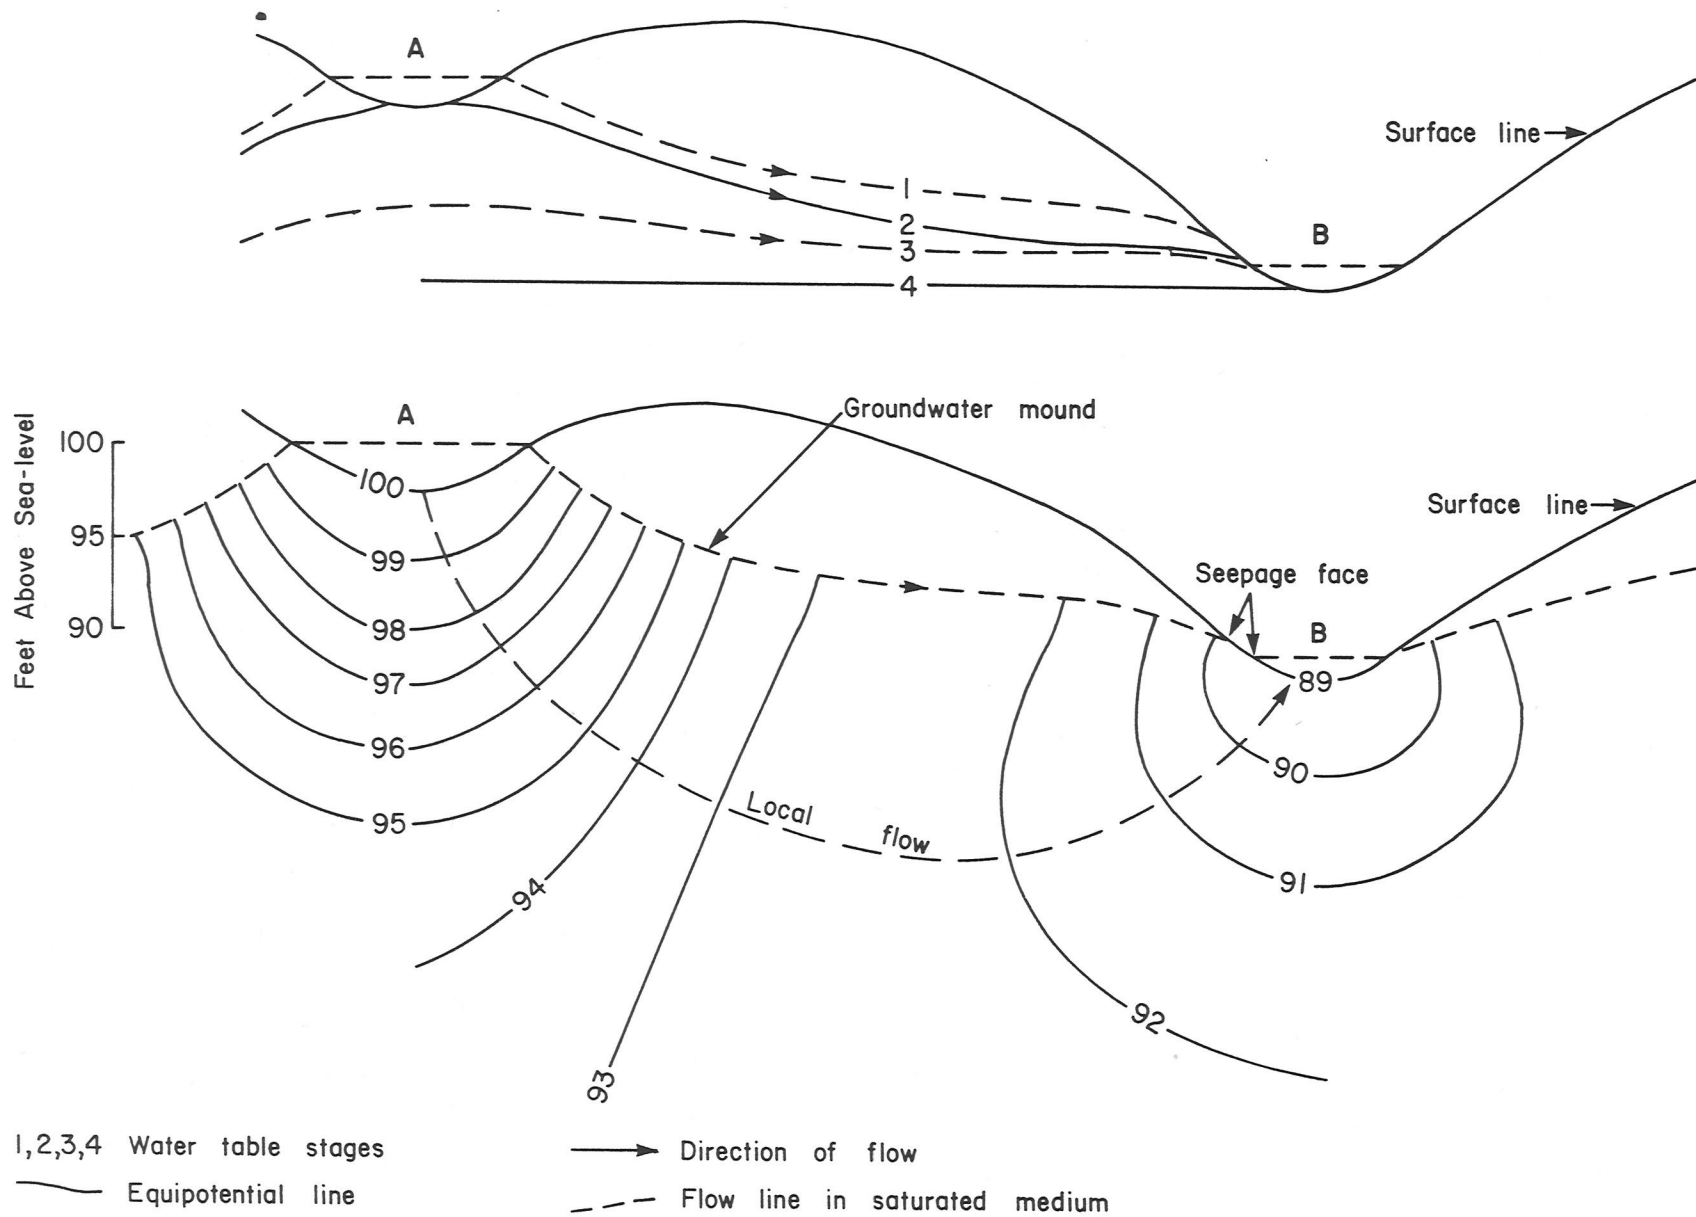 A
Surface line
1
2
3
4
B
Groundwater mound
A
Feet Above Sea-level
100
95
90
100
99
98
97
96
95
94
93
92
91
90
89
Surface line
Seepage face
B
Local flow
1,2,3,4 Water table stages
Direction of flow
Equipotential line
Flow line in saturated medium